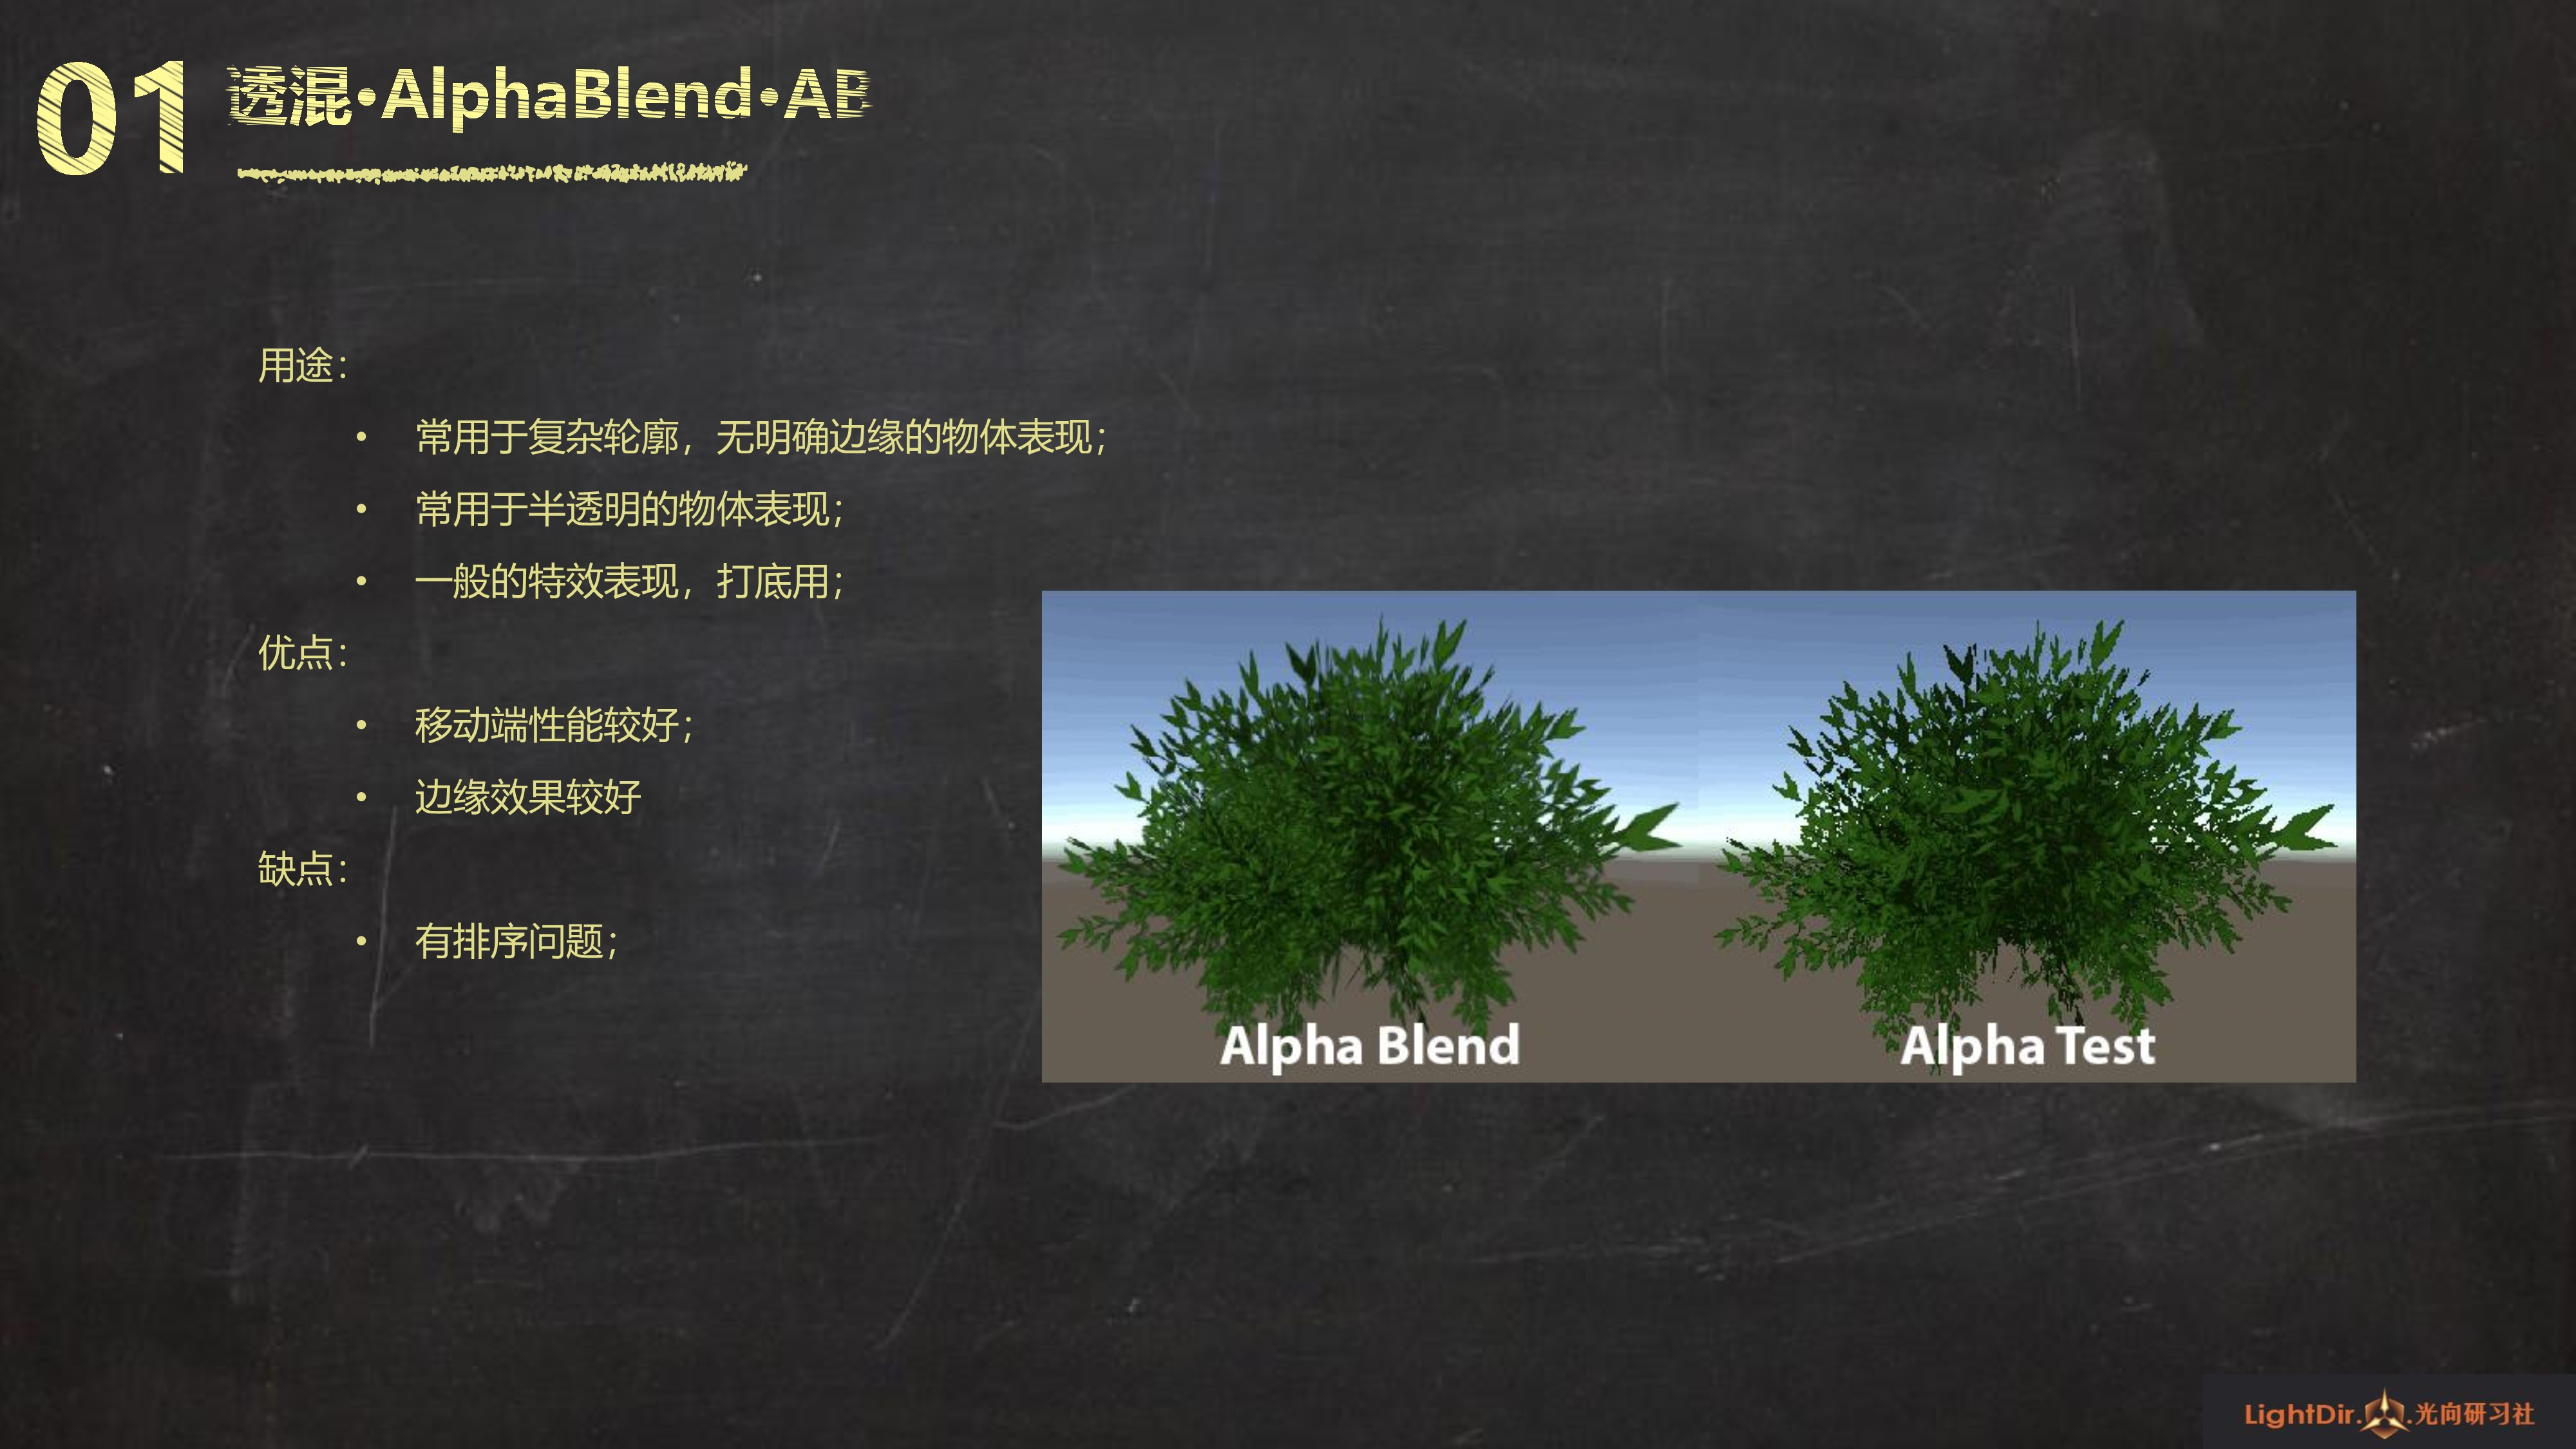 01
透混·AlphaBlend·AB
用途：
• 常用于复杂轮廓，无明确边缘的物体表现；
• 常用于半透明的物体表现；
• 一般的特效表现，打底用；
优点：
• 移动端性能较好；
• 边缘效果较好
缺点：
• 有排序问题；
Alpha Blend
Alpha Test
LightDir.
.光向研习社